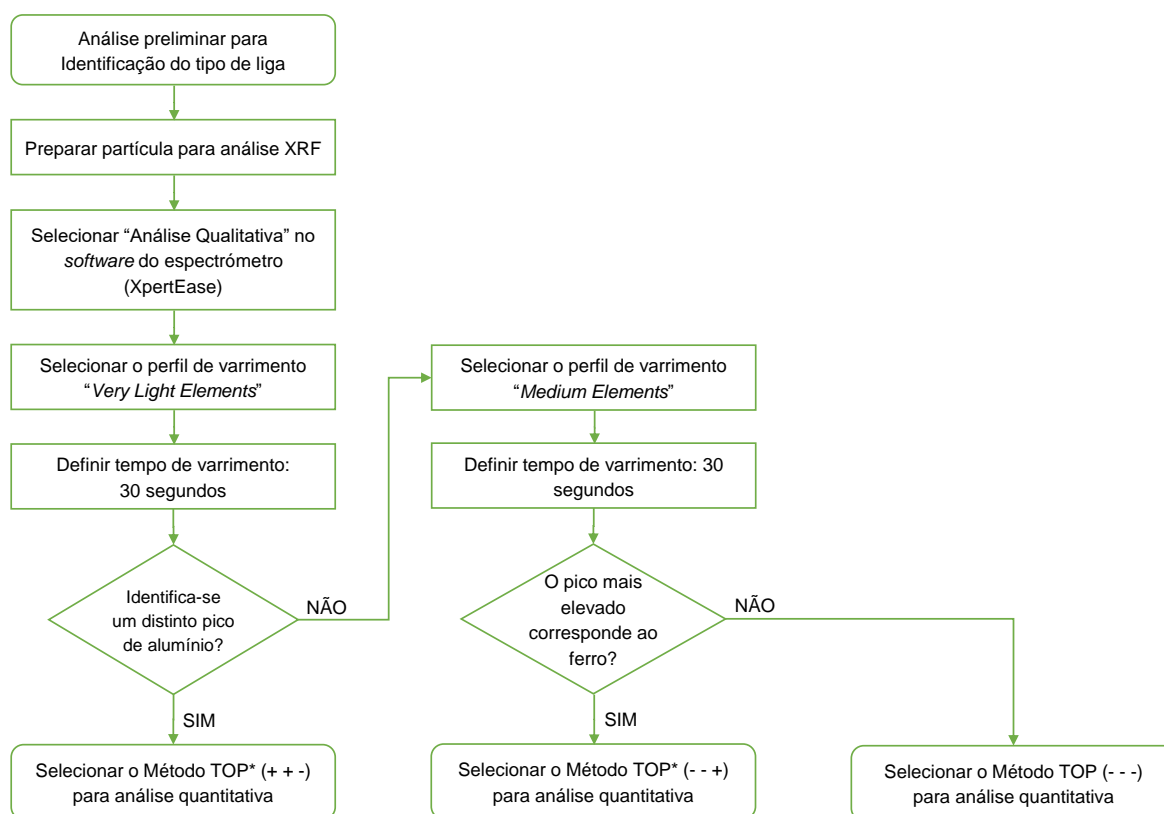 Análise preliminar para
Identificação do tipo de liga
Preparar partícula para análise XRF
Selecionar “Análise Qualitativa” no
software do espectrómetro
(XpertEase)
Selecionar o perfil de varrimento
“Very Light Elements”
Definir tempo de varrimento:
30 segundos
Identifica-se
um distinto pico
de alumínio?
NÃO
SIM
Selecionar o Método TOP* (+ + -)
para análise quantitativa
Selecionar o perfil de varrimento
“Medium Elements”
Definir tempo de varrimento: 30
segundos
O pico mais
elevado
corresponde ao
ferro?
NÃO
SIM
Selecionar o Método TOP* (- - +)
para análise quantitativa
Selecionar o Método TOP (- - -)
para análise quantitativa